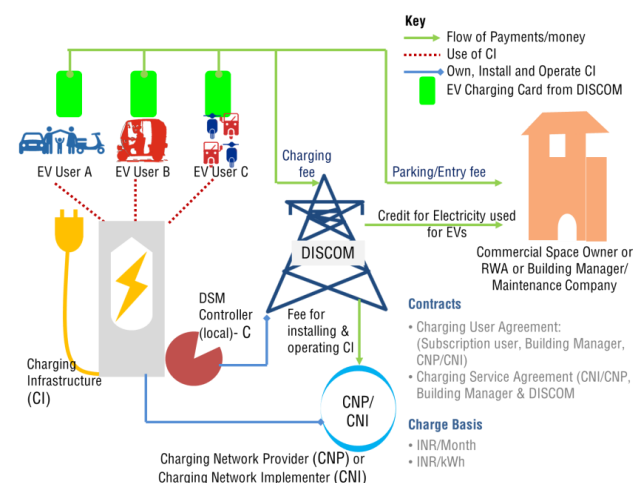 Key
Flow of Payments/money
Use of CI
Own, Install and Operate CI
EV Charging Card from DISCOM
EV User A
EV User B
EV User C
Charging
fee
Parking/Entry fee
Credit for Electricity used
for EVs
DISCOM
Commercial Space Owner or
RWA or Building Manager/
Maintenance Company
DSM
Controller
(local)- C
Fee for
installing &
operating CI
Charging
Infrastructure
(CI)
CNP/
CNI
Charging Network Provider (CNP) or
Charging Network Implementer (CNI)
Contracts
• Charging User Agreement:
(Subscription user, Building Manager,
CNP/CNI)
• Charging Service Agreement (CNI/CNP,
Building Manager & DISCOM
Charge Basis
• INR/Month
• INR/kWh